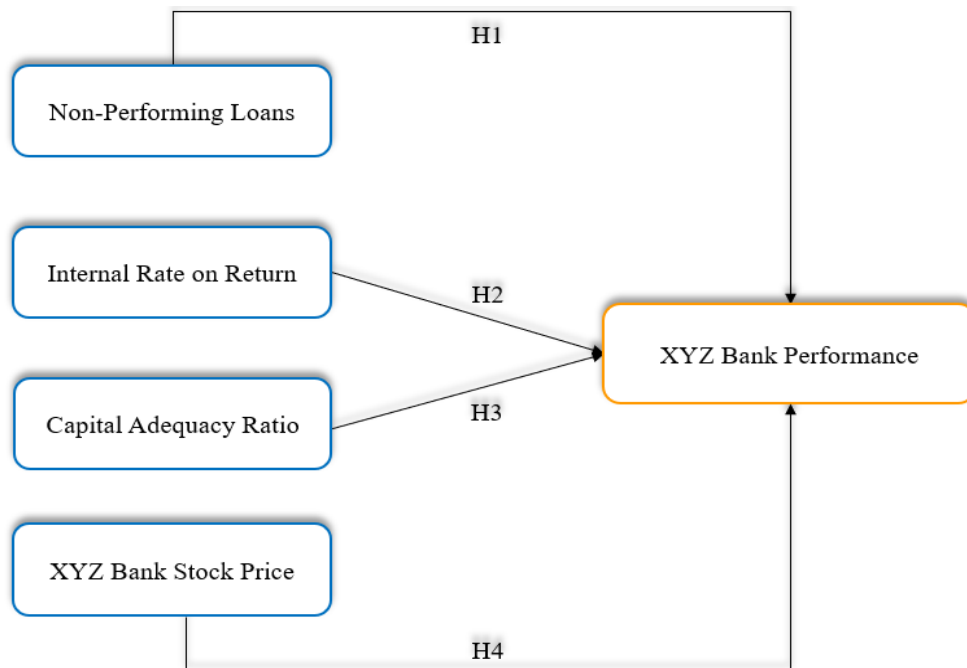 H1
Non-Performing Loans
Internal Rate on Return
H2
XYZ Bank Performance
Capital Adequacy Ratio
H3
XYZ Bank Stock Price
H4